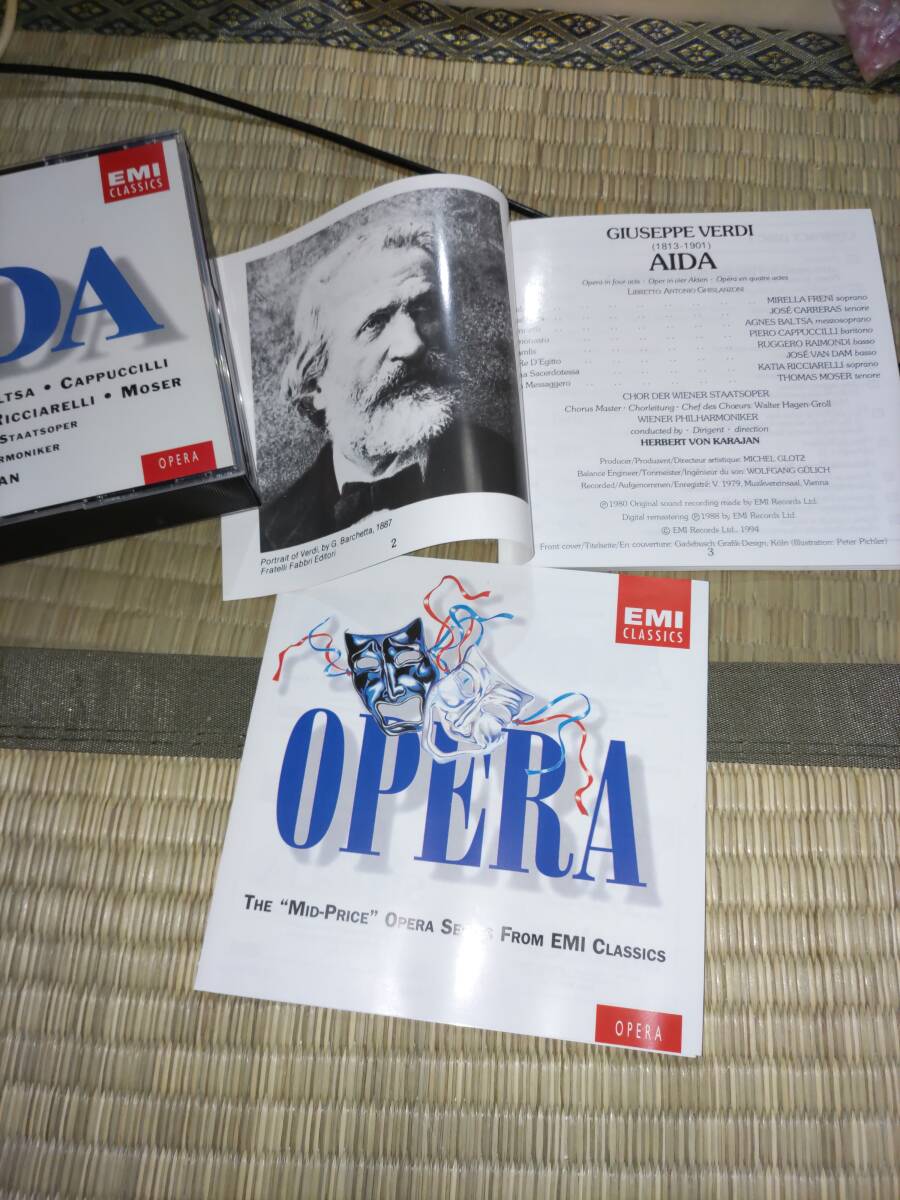 EMI
CLASSICS
DA
LTSA • CAPPUCCILLI
RICCIARELLI • MOSER
STAATSOPER
RMONIKER
AN
OPERA
Portrait of Verdi, by G. Barchetta, 1887
Fratelli Fabbri Editori
2
GIUSEPPE VERDI
(1813-1901)
AIDA
Opera in four acts · Oper in vier Akten · Opéra en quatre actes
LIBRETTO: ANTONIO GHISLANZONI
MIRELLA FRENI soprano
JOSÉ CARRERAS tenore
AGNES BALTSA mezzosoprano
PIERO CAPPUCCILLI baritono
RUGGERO RAIMONDI basso
Re D'Egitto JOSÉ VAN DAM basso
Sacerdotessa KATIA RICCIARELLI soprano
Messaggero THOMAS MOSER tenore
CHOR DER WIENER STAATSOPER
Chorus Master · Chorleitung · Chef des Chœurs: Walter Hagen-Groll
WIENER PHILHARMONIKER
conducted by · Dirigent · direction
HERBERT VON KARAJAN
Producer/Produzent/Directeur artistique: MICHEL GLOTZ
Balance Engineer/Tonmeister/Ingénieur du son: WOLFGANG GÜLICH
Recorded/Aufgenommen/Enregistré: V. 1979, Musikvereinsaal, Vienna
℗ 1980 Original sound recording made by EMI Records Ltd.
Digital remastering ℗ 1988 by EMI Records Ltd.
© EMI Records Ltd., 1994
Front cover/Titelseite/En couverture: Gadebusch Grafik-Design, Köln (Illustration: Peter Pichler)
3
EMI
CLASSICS
OPERA
THE "MID-PRICE" OPERA FROM EMI CLASSICS
OPERA